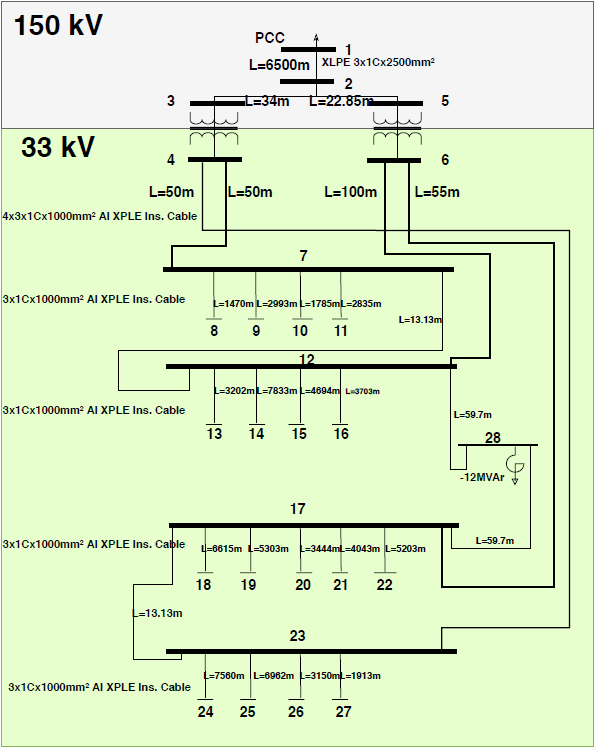 150 kV
PCC
1
L=6500m
XLPE 3x1Cx2500mm²
2
3
L=34m
L=22.85m
5
33 kV
4
6
L=50m
L=50m
L=100m
L=55m
4x3x1Cx1000mm² Al XPLE Ins. Cable
7
3x1Cx1000mm² Al XPLE Ins. Cable
L=1470m
L=2993m
L=1785m
L=2835m
L=13.13m
8
9
10
11
12
3x1Cx1000mm² Al XPLE Ins. Cable
L=3202m
L=7833m
L=4694m
L=3703m
L=59.7m
13
14
15
16
28
-12MVAr
17
3x1Cx1000mm² Al XPLE Ins. Cable
L=6615m
L=5303m
L=3444m
L=4043m
L=5203m
L=59.7m
18
19
20
21
22
L=13.13m
23
3x1Cx1000mm² Al XPLE Ins. Cable
L=7560m
L=6962m
L=3150m
L=1913m
24
25
26
27